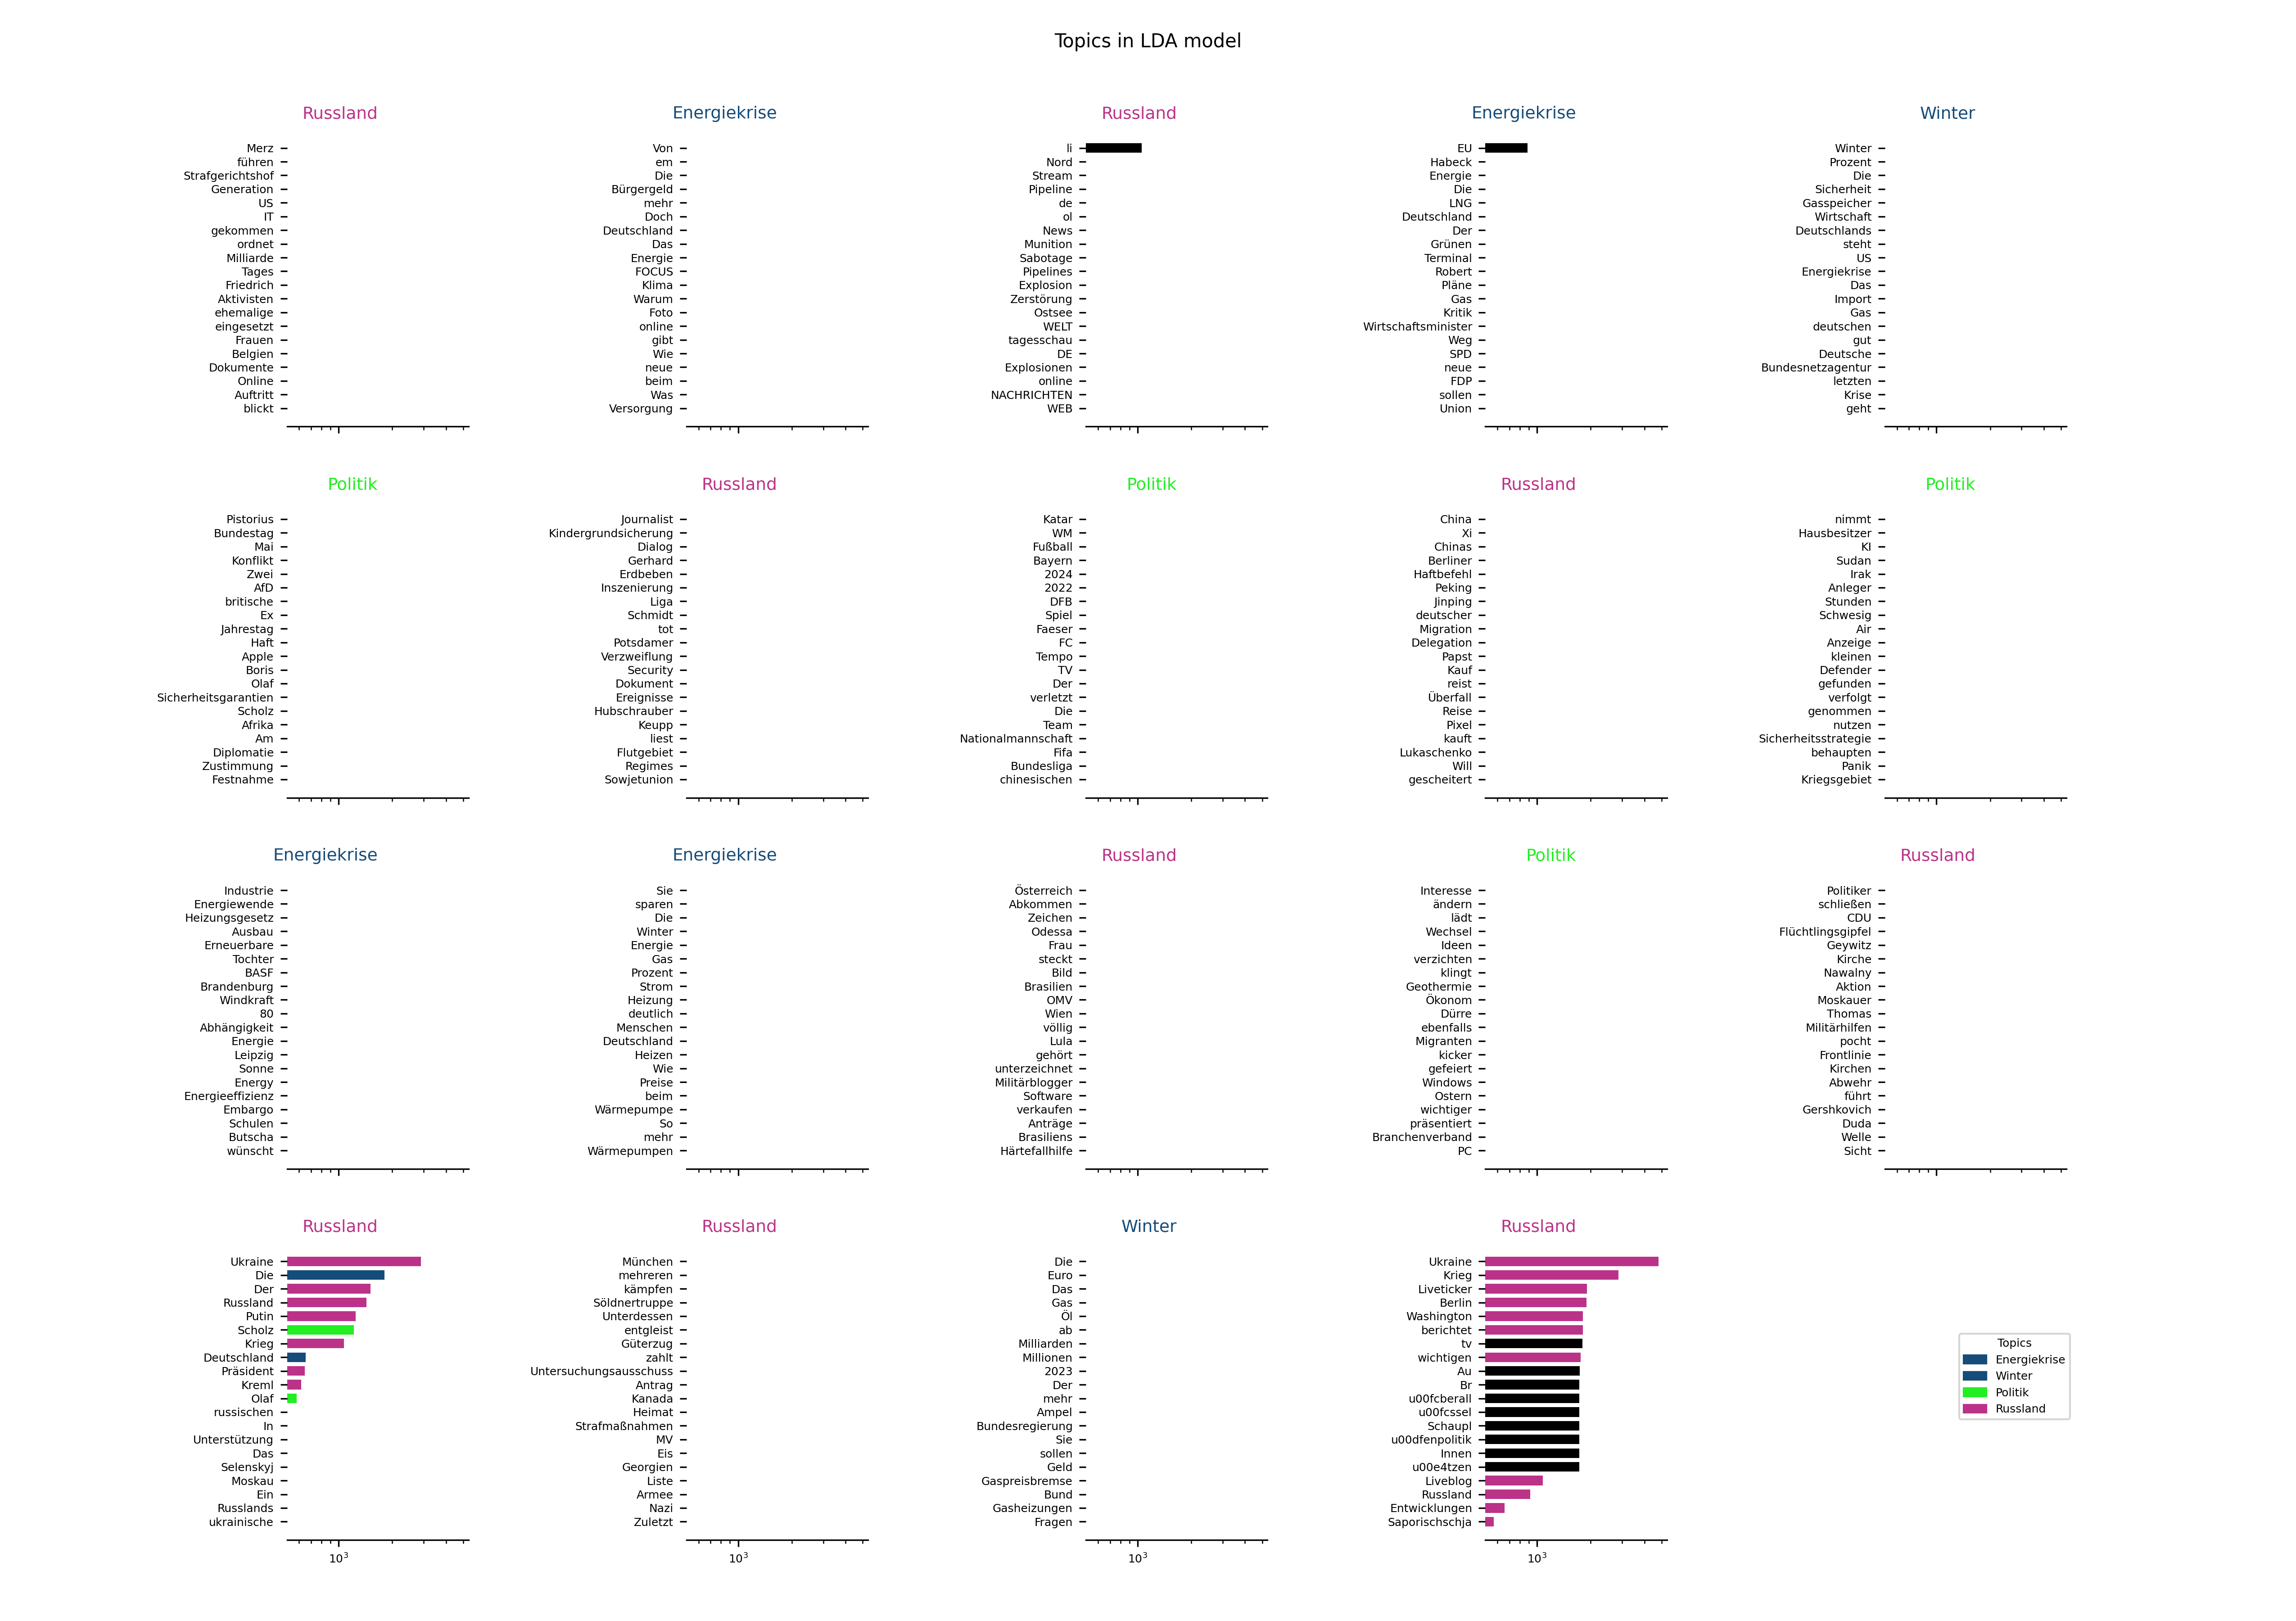 Topics in LDA model
Russland
Merz
führen
Strafgerichtshof
Generation
US
IT
gekommen
ordnet
Milliarde
Tages
Friedrich
Aktivisten
ehemalige
eingesetzt
Frauen
Belgien
Dokumente
Online
Auftritt
blickt
Energiekrise
Von
em
Die
Bürgergeld
mehr
Doch
Deutschland
Das
Energie
FOCUS
Klima
Warum
Foto
online
gibt
Wie
neue
beim
Was
Versorgung
Russland
li
Nord
Stream
Pipeline
de
ol
News
Munition
Sabotage
Pipelines
Explosion
Zerstörung
Ostsee
WELT
tagesschau
DE
Explosionen
online
NACHRICHTEN
WEB
Energiekrise
EU
Habeck
Energie
Die
LNG
Deutschland
Der
Grünen
Terminal
Robert
Pläne
Gas
Kritik
Wirtschaftsminister
Weg
SPD
neue
FDP
sollen
Union
Winter
Winter
Prozent
Die
Sicherheit
Gasspeicher
Wirtschaft
Deutschlands
steht
US
Energiekrise
Das
Import
Gas
deutschen
gut
Deutsche
Bundesnetzagentur
letzten
Krise
geht
Politik
Pistorius
Bundestag
Mai
Konflikt
Zwei
AfD
britische
Ex
Jahrestag
Haft
Apple
Boris
Olaf
Sicherheitsgarantien
Scholz
Afrika
Am
Diplomatie
Zustimmung
Festnahme
Russland
Journalist
Kindergrundsicherung
Dialog
Gerhard
Erdbeben
Inszenierung
Liga
Schmidt
tot
Potsdamer
Verzweiflung
Security
Dokument
Ereignisse
Hubschrauber
Keupp
liest
Flutgebiet
Regimes
Sowjetunion
Politik
Katar
WM
Fußball
Bayern
2024
2022
DFB
Spiel
Faeser
FC
Tempo
TV
Der
verletzt
Die
Team
Nationalmannschaft
Fifa
Bundesliga
chinesischen
Russland
China
Xi
Chinas
Berliner
Haftbefehl
Peking
Jinping
deutscher
Migration
Delegation
Papst
Kauf
reist
Überfall
Reise
Pixel
kauft
Lukaschenko
Will
gescheitert
Politik
nimmt
Hausbesitzer
KI
Sudan
Irak
Anleger
Stunden
Schwesig
Air
Anzeige
kleinen
Defender
gefunden
verfolgt
genommen
nutzen
Sicherheitsstrategie
behaupten
Panik
Kriegsgebiet
Energiekrise
Industrie
Energiewende
Heizungsgesetz
Ausbau
Erneuerbare
Tochter
BASF
Brandenburg
Windkraft
80
Abhängigkeit
Energie
Leipzig
Sonne
Energy
Energieeffizienz
Embargo
Schulen
Butscha
wünscht
Energiekrise
Sie
sparen
Die
Winter
Energie
Gas
Prozent
Strom
Heizung
deutlich
Menschen
Deutschland
Heizen
Wie
Preise
beim
Wärmepumpe
So
mehr
Wärmepumpen
Russland
Österreich
Abkommen
Zeichen
Odessa
Frau
steckt
Bild
Brasilien
OMV
Wien
völlig
Lula
gehört
unterzeichnet
Militärblogger
Software
verkaufen
Anträge
Brasiliens
Härtefallhilfe
Politik
Interesse
ändern
lädt
Wechsel
Ideen
verzichten
klingt
Geothermie
Ökonom
Dürre
ebenfalls
Migranten
kicker
gefeiert
Windows
Ostern
wichtiger
präsentiert
Branchenverband
PC
Russland
Politiker
schließen
CDU
Flüchtlingsgipfel
Geywitz
Kirche
Nawalny
Aktion
Moskauer
Thomas
Militärhilfen
pocht
Frontlinie
Kirchen
Abwehr
führt
Gershkovich
Duda
Welle
Sicht
Russland
Ukraine
Die
Der
Russland
Putin
Scholz
Krieg
Deutschland
Präsident
Kreml
Olaf
russischen
In
Unterstützung
Das
Selenskyj
Moskau
Ein
Russlands
ukrainische
10³
Russland
München
mehreren
kämpfen
Söldnertruppe
Unterdessen
entgleist
Güterzug
zahlt
Untersuchungsausschuss
Antrag
Kanada
Heimat
Strafmaßnahmen
MV
Eis
Georgien
Liste
Armee
Nazi
Zuletzt
10³
Winter
Die
Euro
Das
Gas
Öl
ab
Milliarden
Millionen
2023
Der
mehr
Ampel
Bundesregierung
Sie
sollen
Geld
Gaspreisbremse
Bund
Gasheizungen
Fragen
10³
Russland
Ukraine
Krieg
Liveticker
Berlin
Washington
berichtet
tv
wichtigen
Au
Br
u00fcberall
u00fcssel
Schaupl
u00dfenpolitik
Innen
u00e4tzen
Liveblog
Russland
Entwicklungen
Saporischschja
10³
Topics
Energiekrise
Winter
Politik
Russland